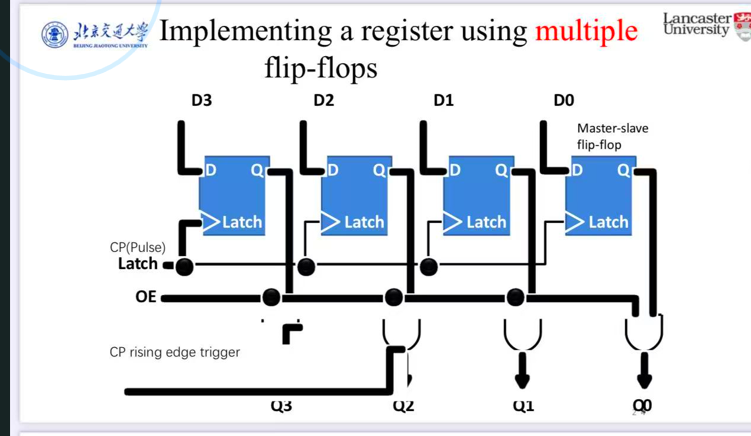 北京交通大学
BEIJING JIAOTONG UNIVERSITY
Implementing a register using multiple
flip-flops
Lancaster
University
D3 D2 D1 D0
Master-slave
flip-flop
D Q D Q D Q D Q
Latch Latch Latch Latch
CP(Pulse)
Latch
OE
CP rising edge trigger
Q3 Q2 Q1 Q0